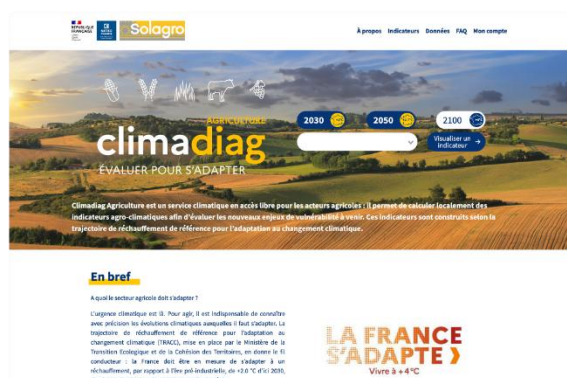 RÉPUBLIQUE
FRANÇAISE
METEO
FRANCE
Solagro
À propos Indicateurs Données FAQ Mon compte
AGRICULTURE
climadiag
ÉVALUER POUR S'ADAPTER
2030 2050 2100
Visualiser un
indicateur
Climadiag Agriculture est un service climatique en accès libre pour les acteurs agricoles : il permet de calculer localement des
indicateurs agro-climatiques afin d'évaluer les nouveaux enjeux de vulnérabilité à venir. Ces indicateurs sont construits selon la
trajectoire de réchauffement de référence pour l'adaptation au changement climatique.
En bref
A quoi le secteur agricole doit s'adapter ?
L'urgence climatique est là. Pour agir, il est indispensable de connaître
avec précision les évolutions climatiques auxquelles il faut s'adapter. La
trajectoire de réchauffement de référence pour l'adaptation au
changement climatique (TRACC), mise en place par le Ministère de la
Transition Ecologique et de la Cohésion des Territoires, en donne le fil
conducteur : la France doit être en mesure de s'adapter à un
réchauffement, par rapport à l'ère pré-industrielle, de +2.0 °C d'ici 2030,
LA FRANCE
S'ADAPTE
Vivre à +4°C